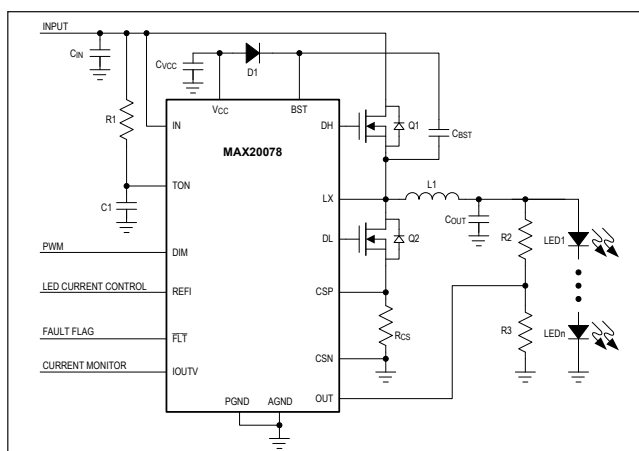 INPUT
CIN
CVCC
D1
VCC
BST
R1
IN
DH
Q1
CBST
MAX20078
TON
LX
L1
C1
DL
Q2
COUT
R2
LED1
PWM
DIM
LED CURRENT CONTROL
REFI
CSP
RCS
R3
LEDn
FAULT FLAG
FLT
CURRENT MONITOR
IOUTV
CSN
OUT
PGND
AGND